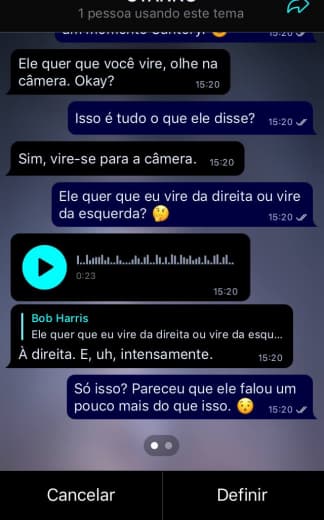 1 pessoa usando este tema
15:20
Ele quer que você vire, olhe na
câmera. Okay?
15:20
Isso é tudo o que ele disse?
15:20
Sim, vire-se para a câmera.
15:20
Ele quer que eu vire da direita ou vire
da esquerda? 🤔
15:20
0:23
15:20
Bob Harris
Ele quer que eu vire da direita ou vire da esqu...
À direita. E, uh, intensamente.
15:20
Só isso? Pareceu que ele falou um
pouco mais do que isso. 😯
15:20
Cancelar
Definir